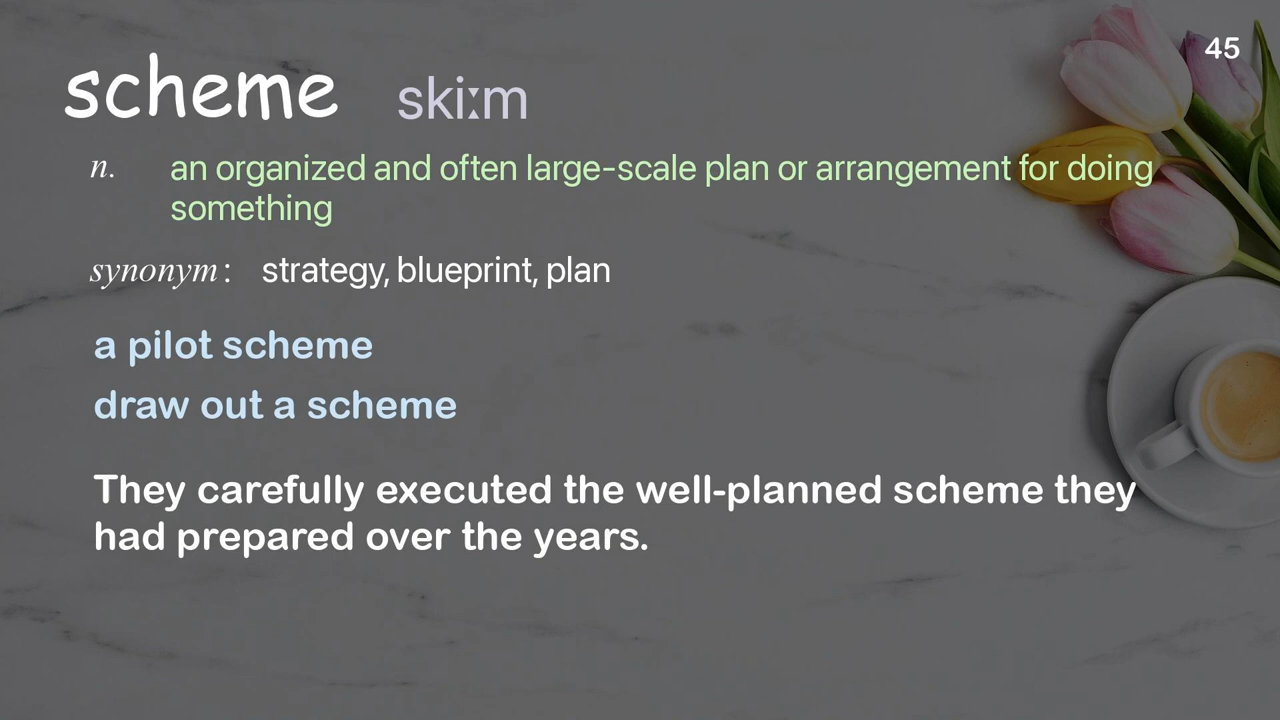 45
scheme ski:m
n. an organized and often large-scale plan or arrangement for doing
something
synonym: strategy, blueprint, plan
a pilot scheme
draw out a scheme
They carefully executed the well-planned scheme they
had prepared over the years.